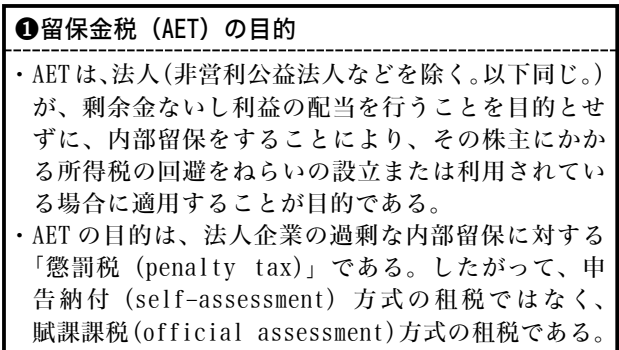 ❶留保金税（AET）の目的
・AETは、法人(非営利公益法人などを除く。以下同じ。)
が、剰余金ないし利益の配当を行うことを目的とせ
ずに、内部留保をすることにより、その株主にかか
る所得税の回避をねらいの設立または利用されてい
る場合に適用することが目的である。
・AET の目的は、法人企業の過剰な内部留保に対する
「懲罰税（penalty tax）」である。したがって、申
告納付（self-assessment）方式の租税ではなく、
賦課課税(official assessment)方式の租税である。